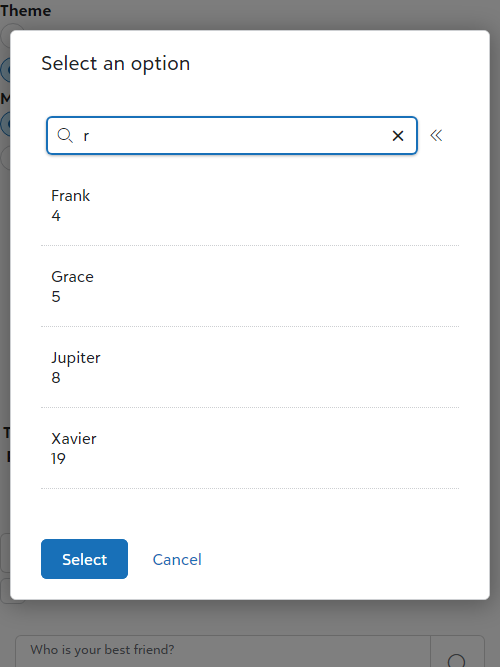 Theme
Select an option
r
Frank
4
Grace
5
Jupiter
8
Xavier
19
Select
Cancel
Who is your best friend?